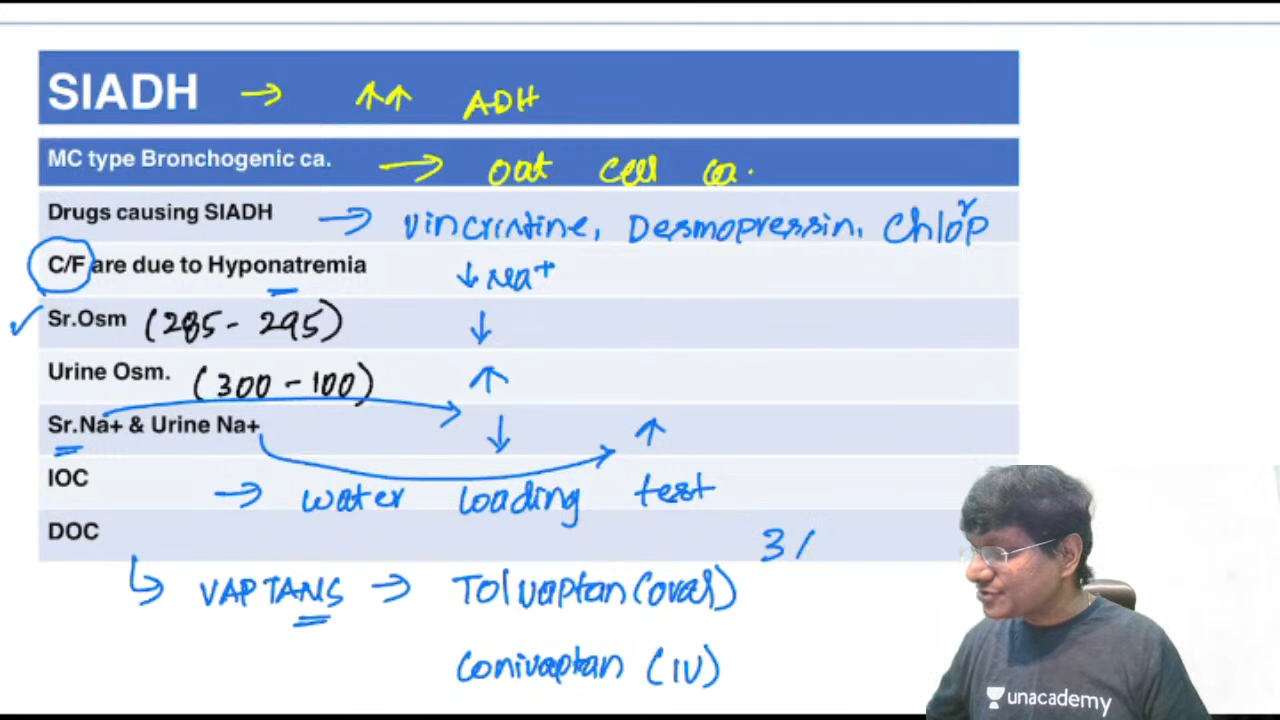 SIADH → ↑↑ ADH
MC type Bronchogenic ca. → oat cell ca.
Drugs causing SIADH → Vincristine, Desmopressin,
C/F are due to Hyponatremia ↓ Na+
✓ Sr.Osm (285 - 295) ↓
Urine Osm. (300 - 100) ↑
Sr.Na+ & Urine Na+ ↓ ↑
IOC → water loading test
DOC
3/
↳ VAPTANS → Tolvaptan (oral)
Conivaptan (IV)
unacademy